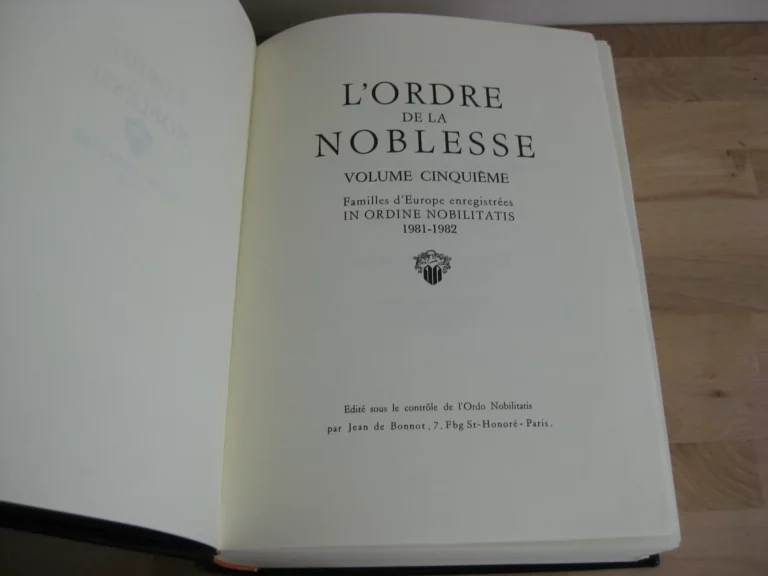 L'ORDRE
DE LA
NOBLESSE
VOLUME CINQUIÈME
Familles d'Europe enregistrées
IN ORDINE NOBILITATIS
1981-1982
Edité sous le contrôle de l'Ordo Nobilitatis
par Jean de Bonnot, 7, Fbg St-Honoré - Paris.